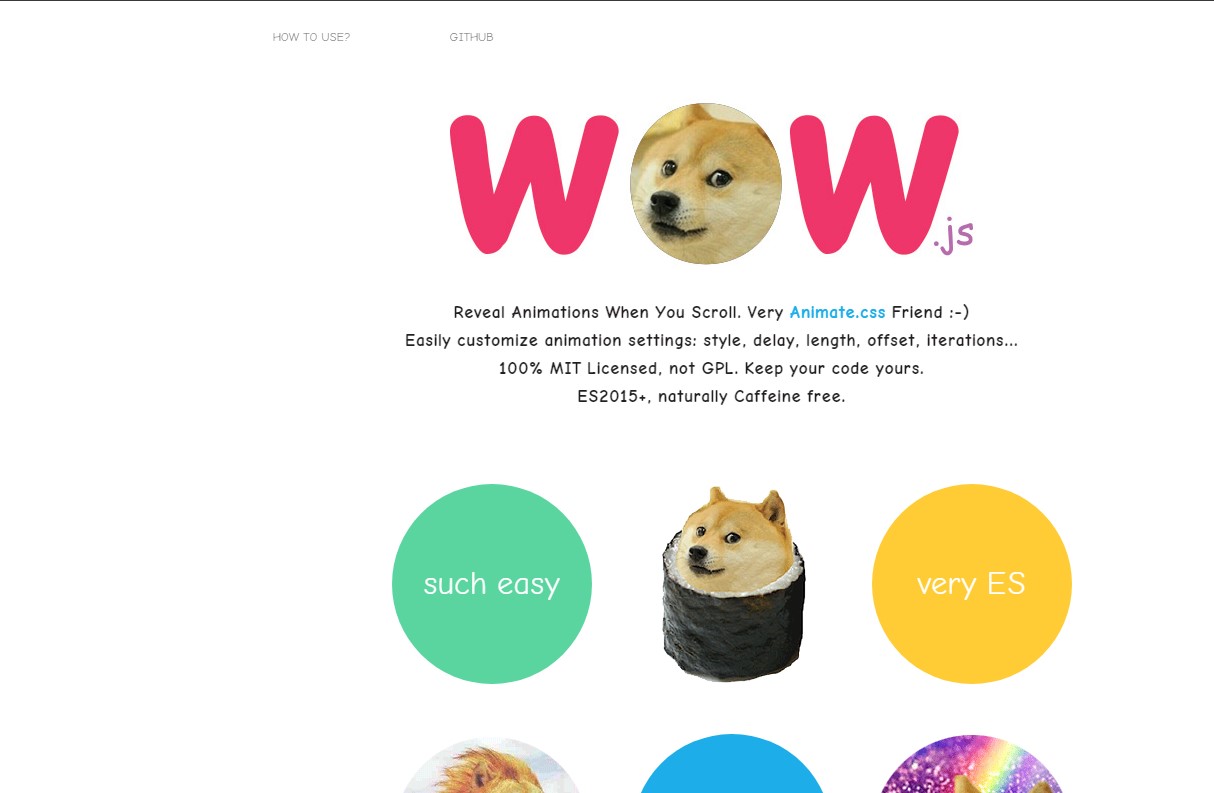 HOW TO USE? GITHUB
WOW.js
Reveal Animations When You Scroll. Very Animate.css Friend :-)
Easily customize animation settings: style, delay, length, offset, iterations...
100% MIT Licensed, not GPL. Keep your code yours.
ES2015+, naturally Caffeine free.
such easy
very ES